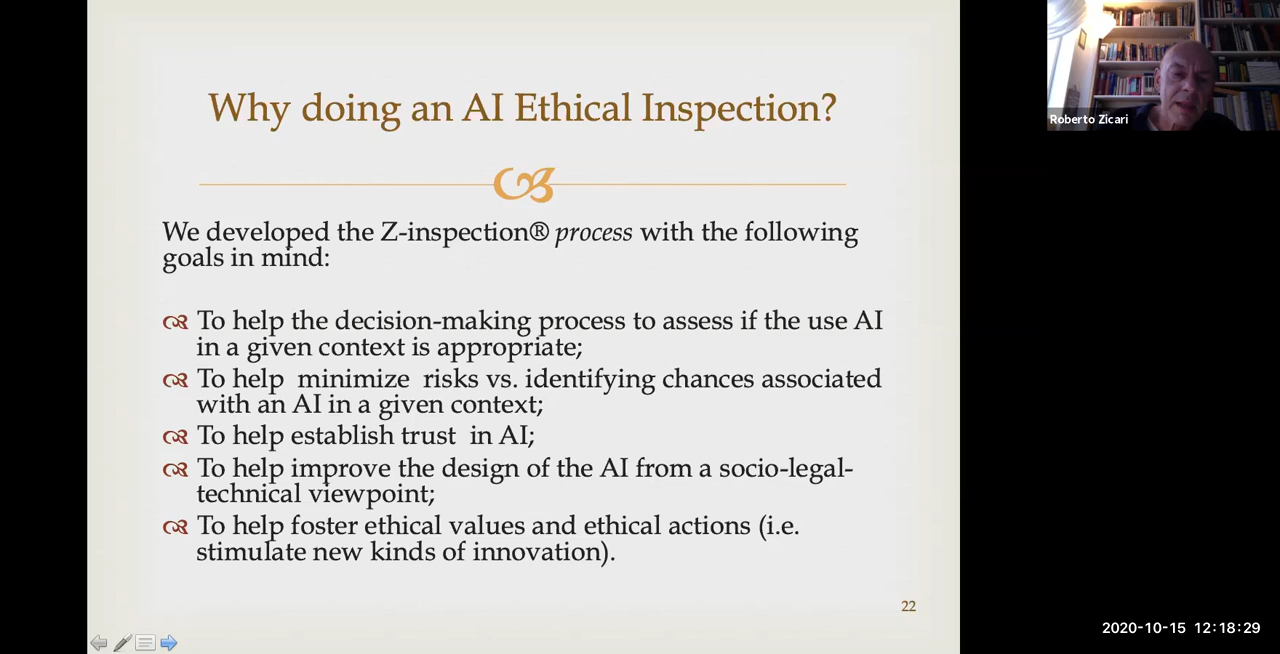 Why doing an AI Ethical Inspection?
We developed the Z-inspection® process with the following
goals in mind:
To help the decision-making process to assess if the use AI
in a given context is appropriate;
To help minimize risks vs. identifying chances associated
with an AI in a given context;
To help establish trust in AI;
To help improve the design of the AI from a socio-legal-
technical viewpoint;
To help foster ethical values and ethical actions (i.e.
stimulate new kinds of innovation).
22
Roberto Zicari
2020-10-15 12:18:29